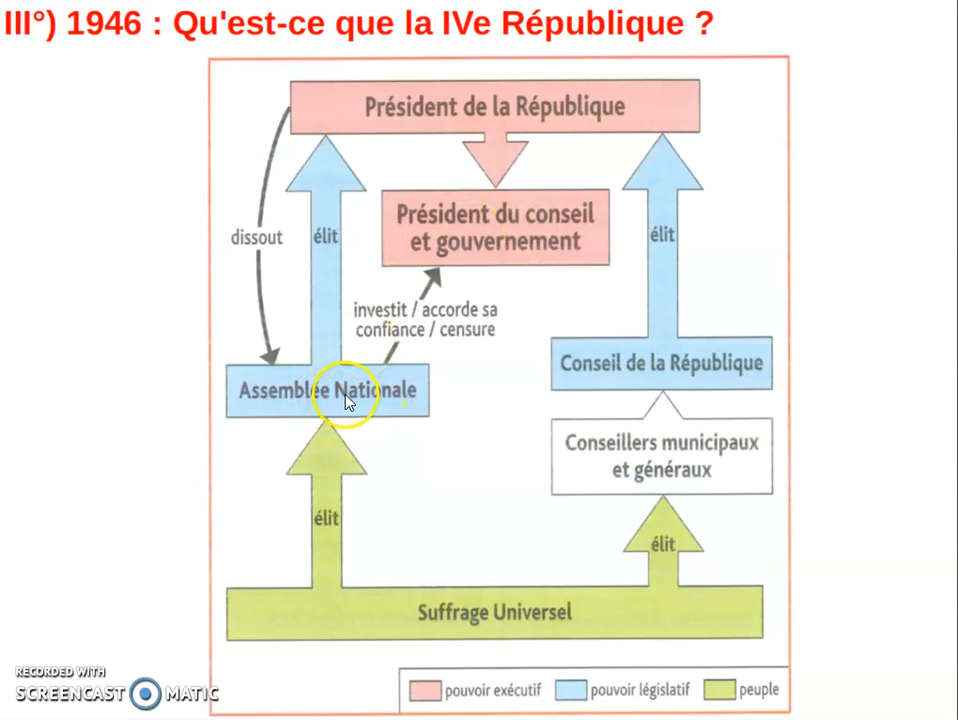 III°) 1946 : Qu'est-ce que la IVe République ?
Président de la République
dissout
élit
Président du conseil
et gouvernement
élit
investit / accorde sa
confiance / censure
Assemblée Nationale
Conseil de la République
Conseillers municipaux
et généraux
élit
élit
Suffrage Universel
RECORDED WITH
SCREENCAST MATIC
pouvoir exécutif
pouvoir législatif
peuple